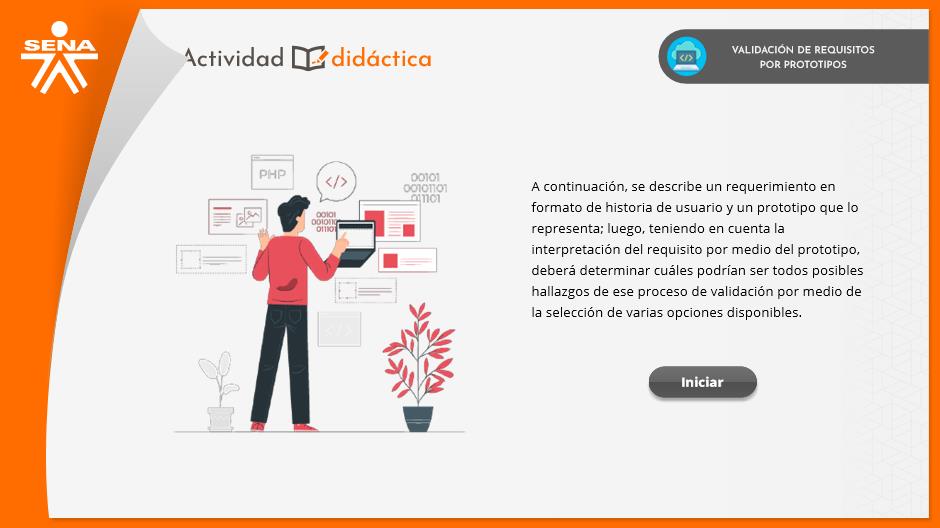 SENA
Actividad didáctica
VALIDACIÓN DE REQUISITOS
POR PROTOTIPOS
PHP
</>
00101
00101101
01101
00101
0010110
01110
A continuación, se describe un requerimiento en
formato de historia de usuario y un prototipo que lo
representa; luego, teniendo en cuenta la
interpretación del requisito por medio del prototipo,
deberá determinar cuáles podrían ser todos posibles
hallazgos de ese proceso de validación por medio de
la selección de varias opciones disponibles.
</>
Iniciar